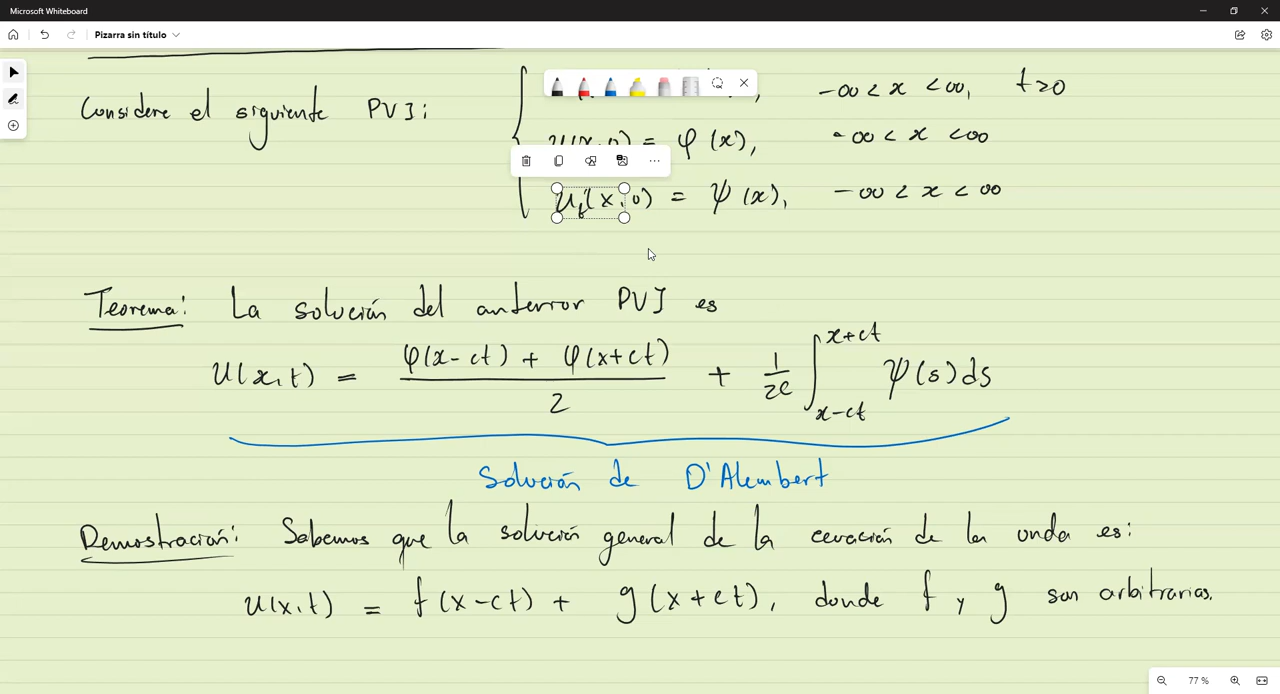 Microsoft Whiteboard
Pizarra sin título
Considere el siguiente PVI:
-∞ < x < ∞, t>0
u(x,0) = φ(x), -∞ < x < ∞
u_t(x,0) = ψ(x), -∞ < x < ∞
Teorema: La solución del anterior PVI es
u(x,t) = (φ(x-ct) + φ(x+ct))/2 + 1/2c ∫_{x-ct}^{x+ct} ψ(s)ds
Solución de D'Alembert
Demostración: Sabemos que la solución general de la ecuación de la onda es:
u(x,t) = f(x-ct) + g(x+ct), donde f y g son arbitrarias.
77 %